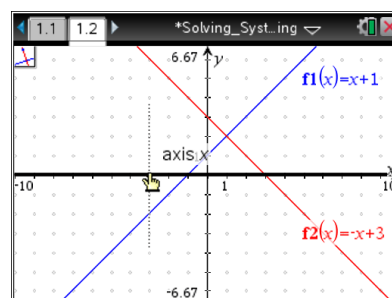 1.1 1.2 *Solving_Syst…ing
6.67 y
f1(x)=x+1
axis x
-10 1 10
f2(x)=-x+3
-6.67